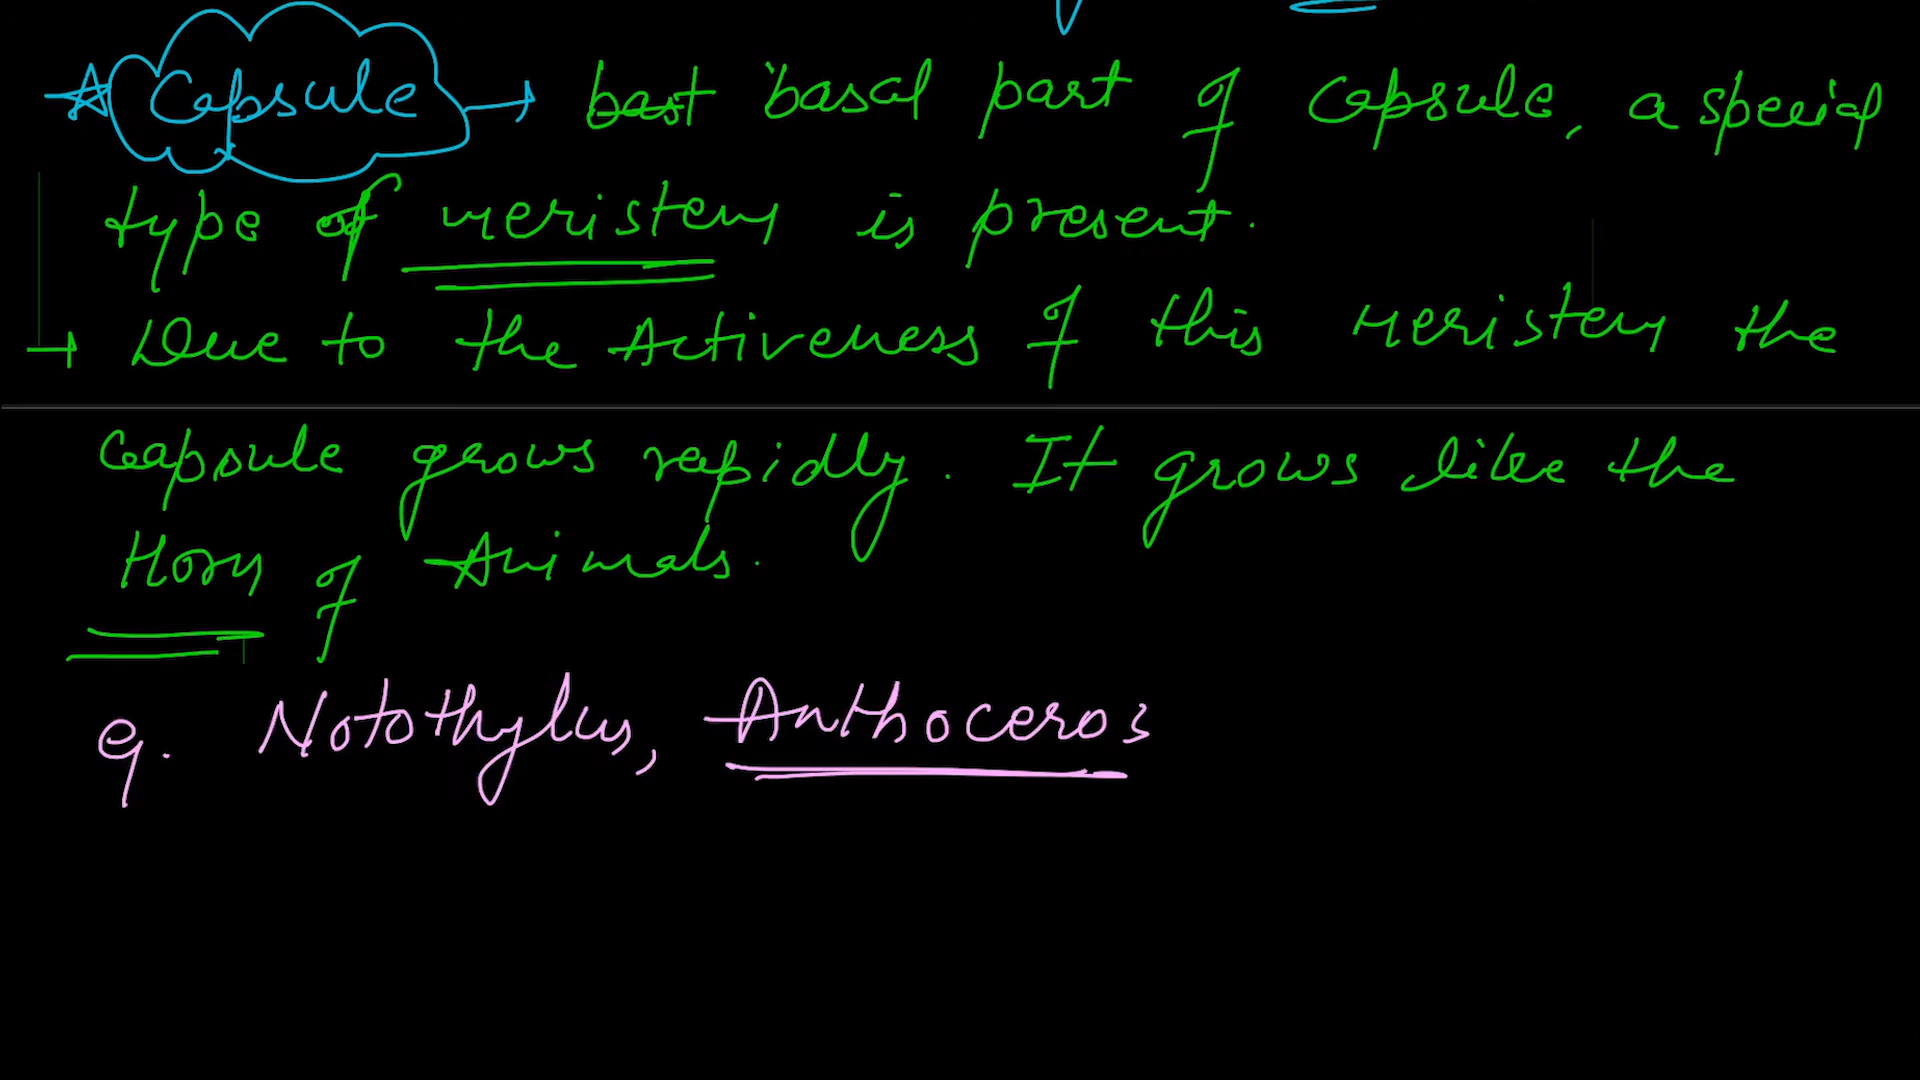 Capsule → bast basal part of Capsule, a special
type of meristem is present.
→ Due to the Activeness of this meristem the
Capsule grows rapidly. It grows like the
Horn of Animals.
eg. Notothylus, Anthoceros